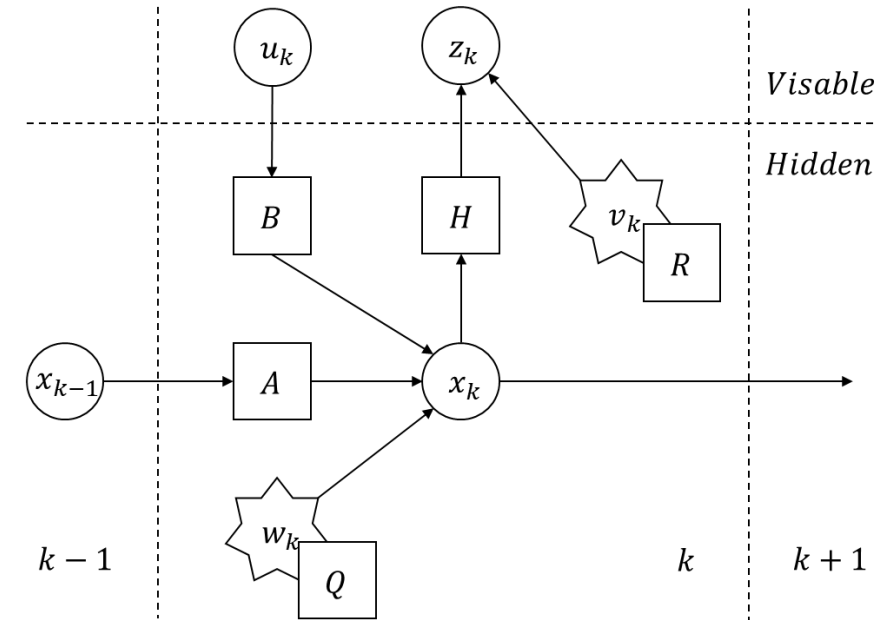 u_k
z_k
Visable
Hidden
B
H
v_k
R
x_{k-1}
A
x_k
w_k
Q
k − 1
k
k + 1